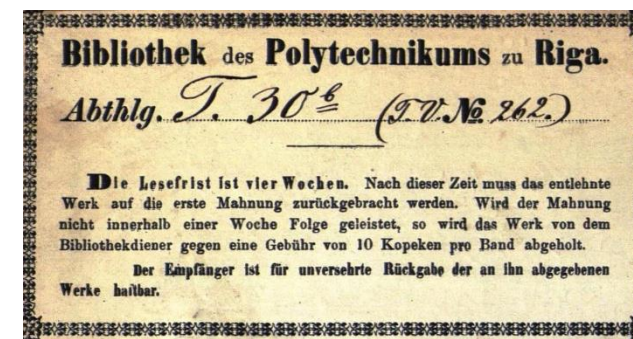 Bibliothek des Polytechnikums zu Riga.
Abthlg. T. 30 b (T.V. № 262.)
Die Lesefrist ist vier Wochen. Nach dieser Zeit muss das entlehnte
Werk auf die erste Mahnung zurückgebracht werden. Wird der Mahnung
nicht innerhalb einer Woche Folge geleistet, so wird das Werk von dem
Bibliothekdiener gegen eine Gebühr von 10 Kopeken pro Band abgeholt.
Der Empfänger ist für unversehrte Rückgabe der an ihn abgegebenen
Werke haftbar.